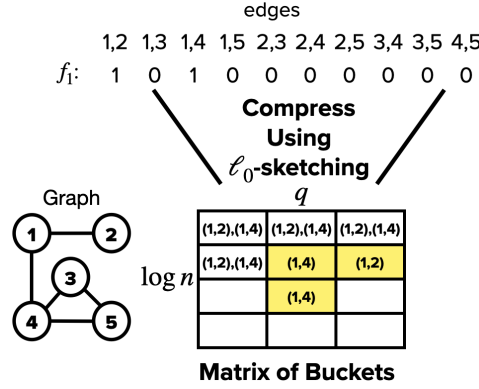 edges
1,2 1,3 1,4 1,5 2,3 2,4 2,5 3,4 3,5 4,5
f₁: 1 0 1 0 0 0 0 0 0 0
Compress
Using
ℓ₀-sketching
q
Graph
1 2
3
4 5
log n
(1,2),(1,4) (1,2),(1,4) (1,2),(1,4)
(1,2),(1,4) (1,4) (1,2)
(1,4)
Matrix of Buckets